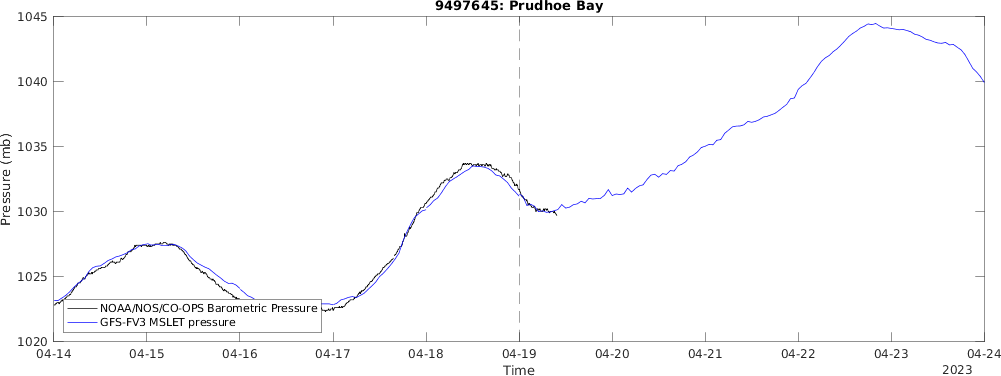 9497645: Prudhoe Bay
Pressure (mb)
1045
1040
1035
1030
1025
1020
NOAA/NOS/CO-OPS Barometric Pressure
GFS-FV3 MSLET pressure
04-14 04-15 04-16 04-17 04-18 04-19 04-20 04-21 04-22 04-23 04-24
Time
2023